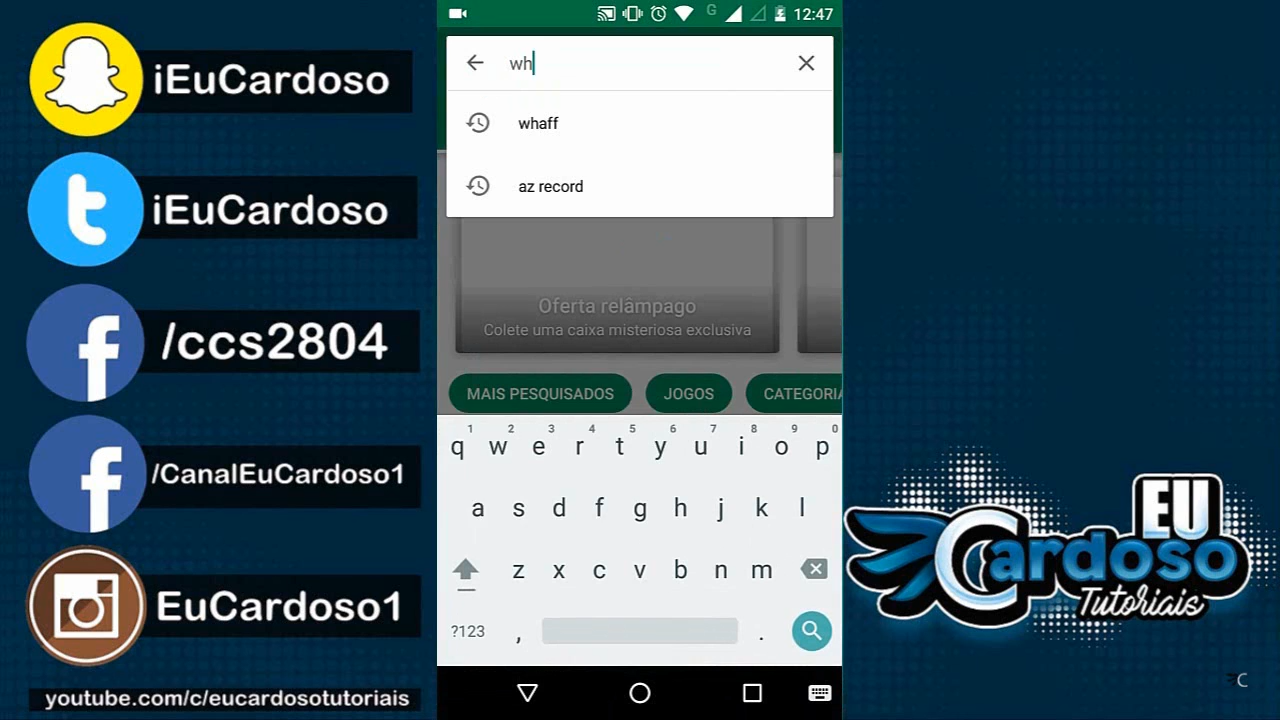 iEuCardoso
iEuCardoso
/ccs2804
/CanalEuCardoso1
EuCardoso1
youtube.com/c/eucardosotutoriais
G
12:47
wh
whaff
az record
Oferta relâmpago
Colete uma caixa misteriosa exclusiva
MAIS PESQUISADOS
JOGOS
CATEGORIA
1 2 3 4 5 6 7 8 9 0
q w e r t y u i o p
a s d f g h j k l
z x c v b n m
?123 , .
EU
Cardoso
Tutoriais
C